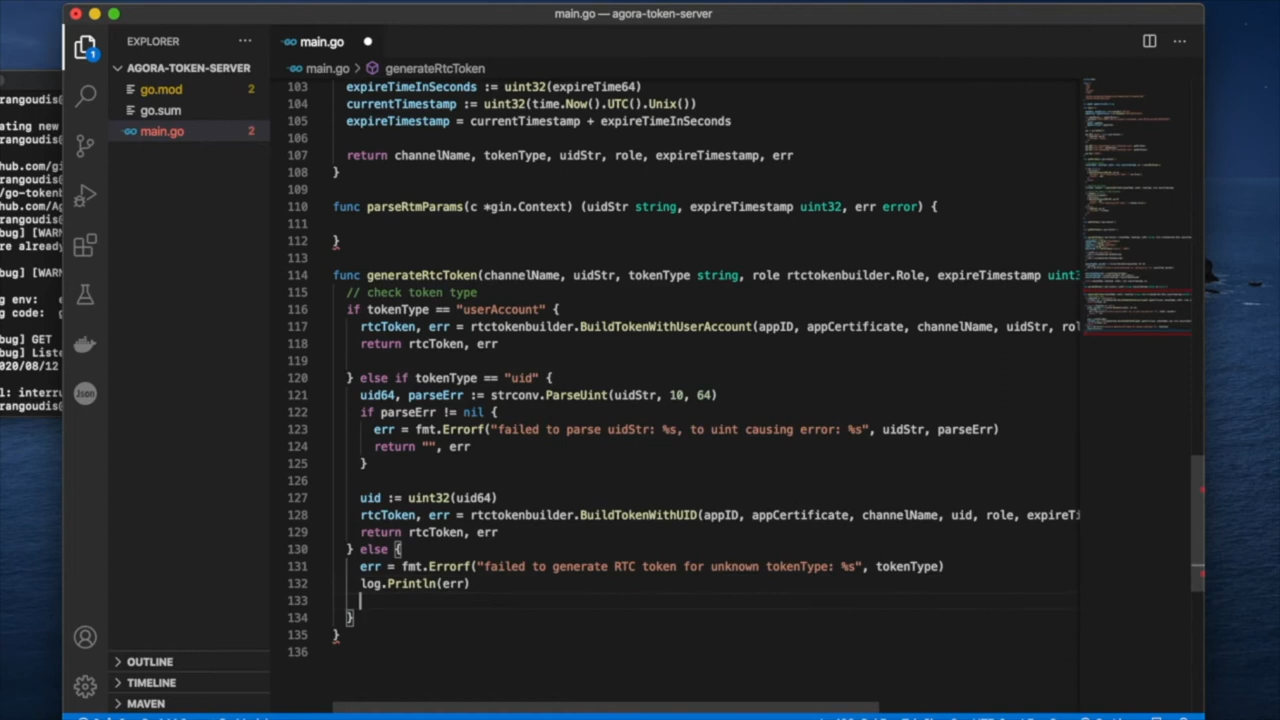 main.go — agora-token-server
EXPLORER
main.go
AGORA-TOKEN-SERVER
go.mod 2
go.sum
main.go 2
OUTLINE
TIMELINE
MAVEN
1
Json
main.go > generateRtcToken
103 expireTimeInSeconds := uint32(expireTime64)
104 currentTimestamp := uint32(time.Now().UTC().Unix())
105 expireTimestamp = currentTimestamp + expireTimeInSeconds
106
107 return channelName, tokenType, uidStr, role, expireTimestamp, err
108 }
109
110 func parseRtmParams(c *gin.Context) (uidStr string, expireTimestamp uint32, err error) {
111
112 }
113
114 func generateRtcToken(channelName, uidStr, tokenType string, role rtctokenbuilder.Role, expireTimestamp uint3
115 // check token type
116 if tokenType == "userAccount" {
117 rtcToken, err = rtctokenbuilder.BuildTokenWithUserAccount(appID, appCertificate, channelName, uidStr, rol
118 return rtcToken, err
119
120 } else if tokenType == "uid" {
121 uid64, parseErr := strconv.ParseUint(uidStr, 10, 64)
122 if parseErr != nil {
123 err = fmt.Errorf("failed to parse uidStr: %s, to uint causing error: %s", uidStr, parseErr)
124 return "", err
125 }
126
127 uid := uint32(uid64)
128 rtcToken, err = rtctokenbuilder.BuildTokenWithUID(appID, appCertificate, channelName, uid, role, expireTi
129 return rtcToken, err
130 } else {
131 err = fmt.Errorf("failed to generate RTC token for unknown tokenType: %s", tokenType)
132 log.Println(err)
133
134 }
135 }
136